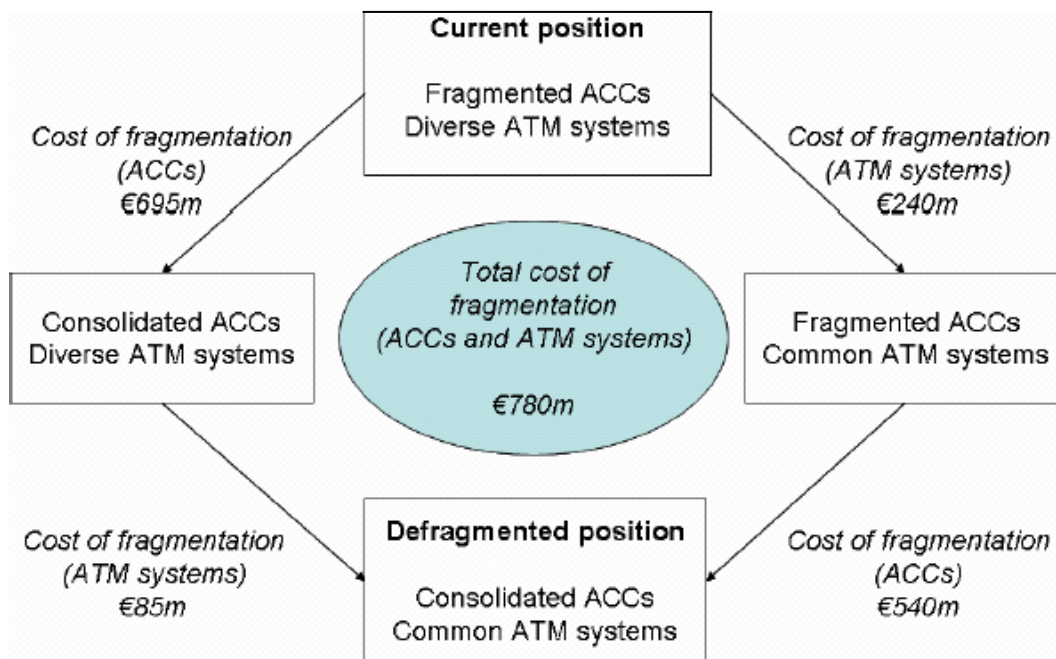 Current position
Fragmented ACCs
Diverse ATM systems
Cost of fragmentation
(ACCs)
€695m
Cost of fragmentation
(ATM systems)
€240m
Total cost of
fragmentation
(ACCs and ATM systems)
€780m
Consolidated ACCs
Diverse ATM systems
Fragmented ACCs
Common ATM systems
Cost of fragmentation
(ATM systems)
€85m
Defragmented position
Consolidated ACCs
Common ATM systems
Cost of fragmentation
(ACCs)
€540m